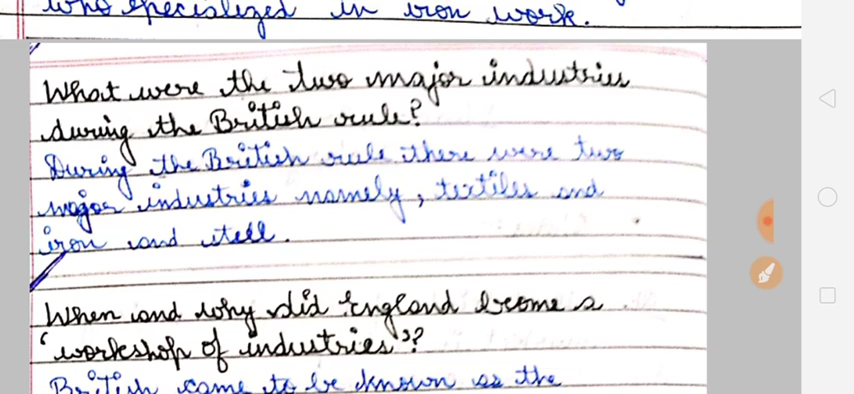 who specialized in iron work.
What were the two major industries
during the British rule?
During the British rule there were two
major industries namely, textiles and
iron and stell.
When and why did England become a
'workshop of industries'?
British came to be known as the